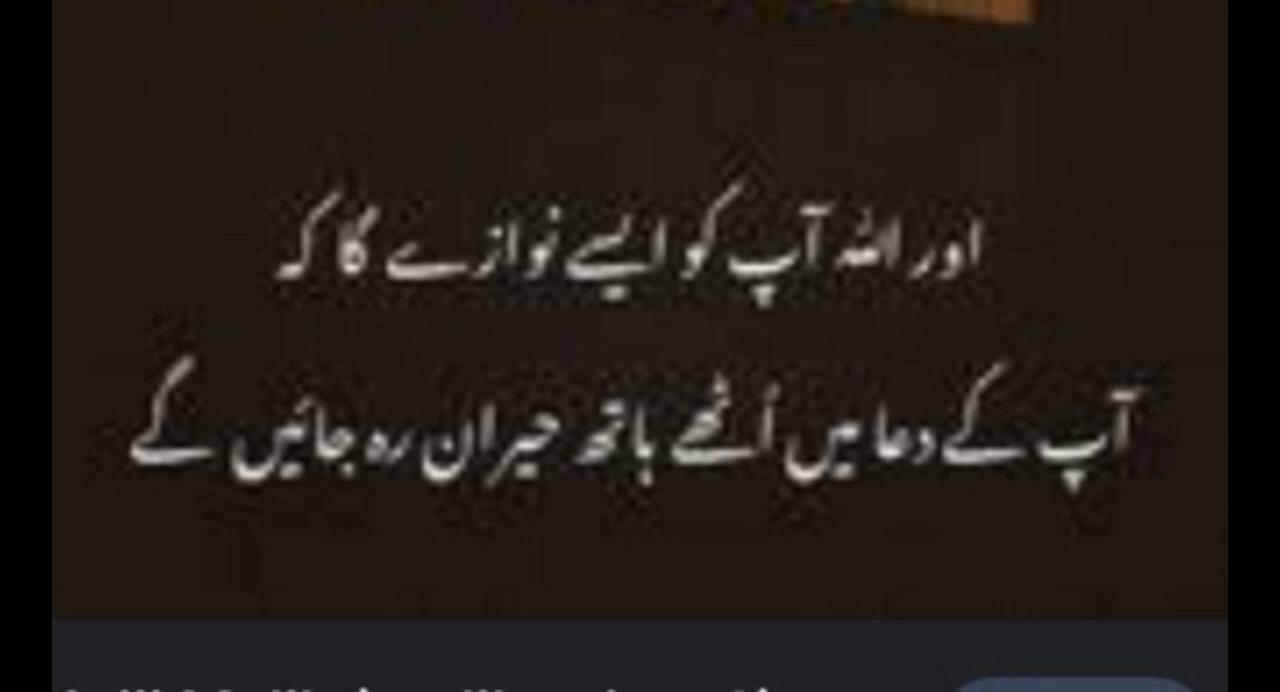 اور اللہ آپ کو ایسے نوازے گا کہ
آپ کے دعا میں اُٹھے ہاتھ حیران رہ جائیں گے